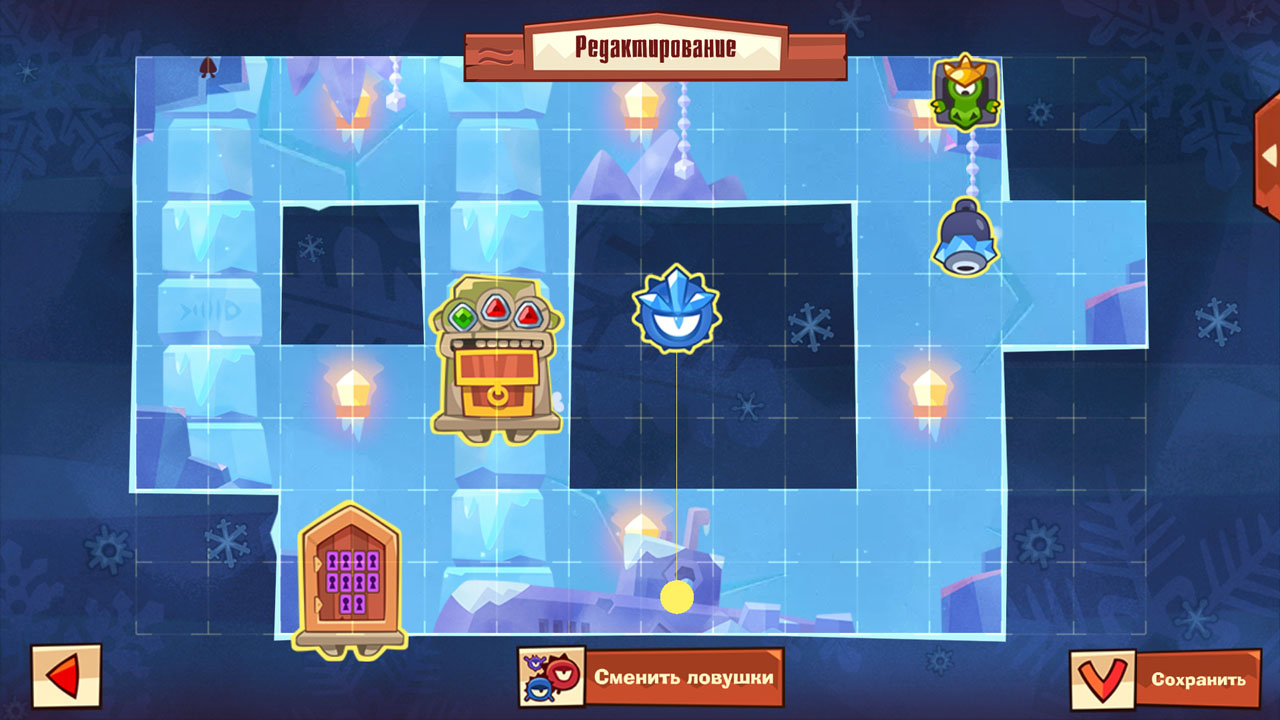 Редактирование
Сменить ловушки
Сохранить